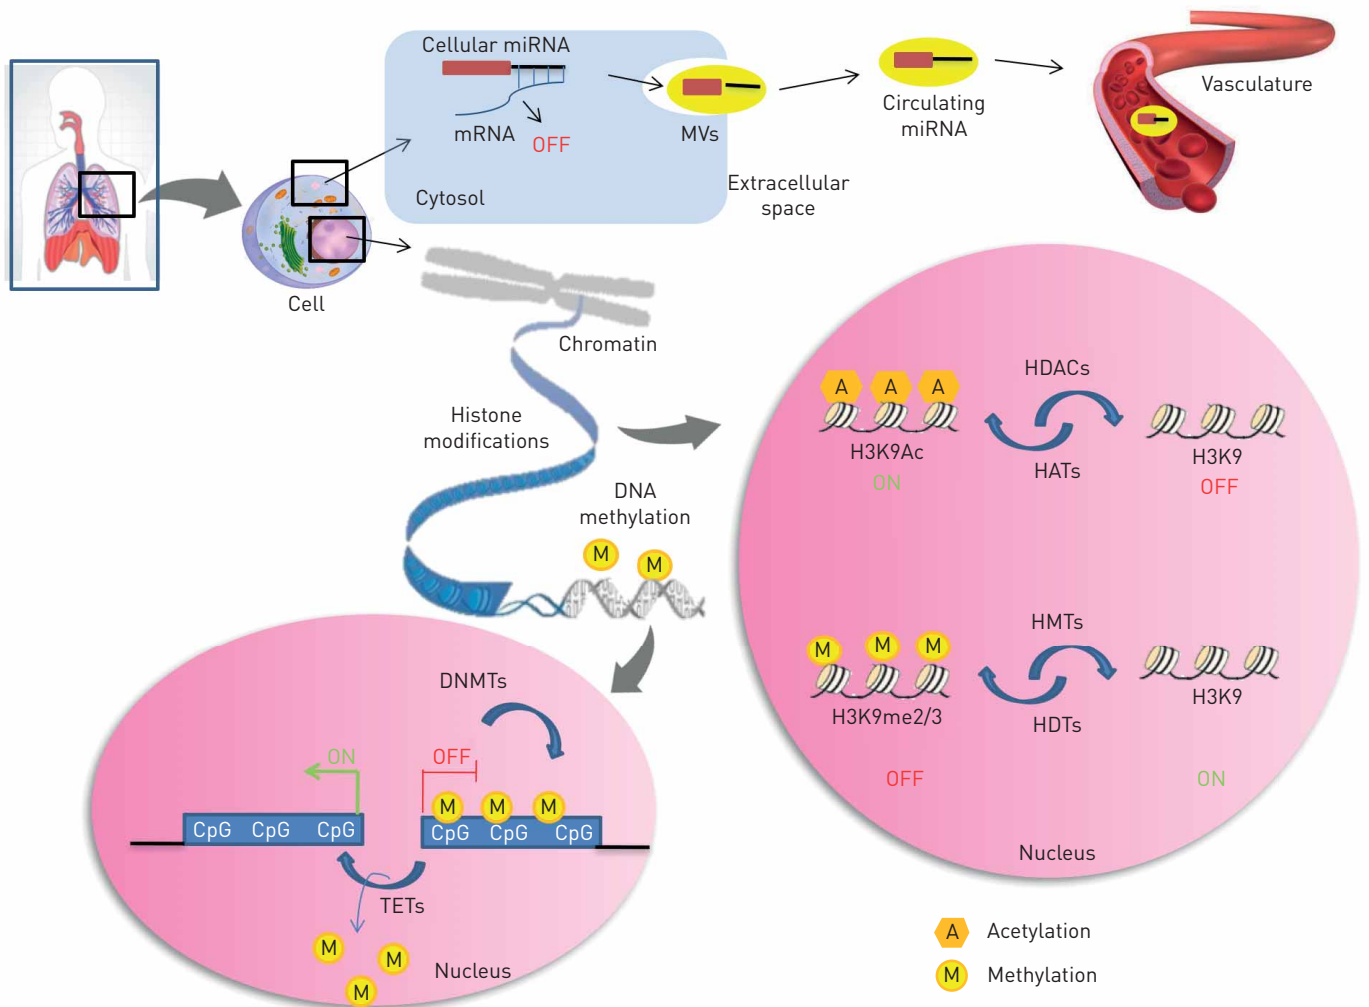 Cellular miRNA
mRNA
OFF
Cytosol
MVs
Extracellular
space
Circulating
miRNA
Vasculature
Cell
Chromatin
Histone
modifications
DNA
methylation
M
M
A
A
A
H3K9Ac
ON
HDACs
HATs
H3K9
OFF
M
M
M
H3K9me2/3
OFF
HMTs
HDTs
H3K9
ON
Nucleus
DNMTs
ON
OFF
M
M
M
CpG CpG CpG
CpG CpG CpG
TETs
M
M
M
Nucleus
A Acetylation
M Methylation